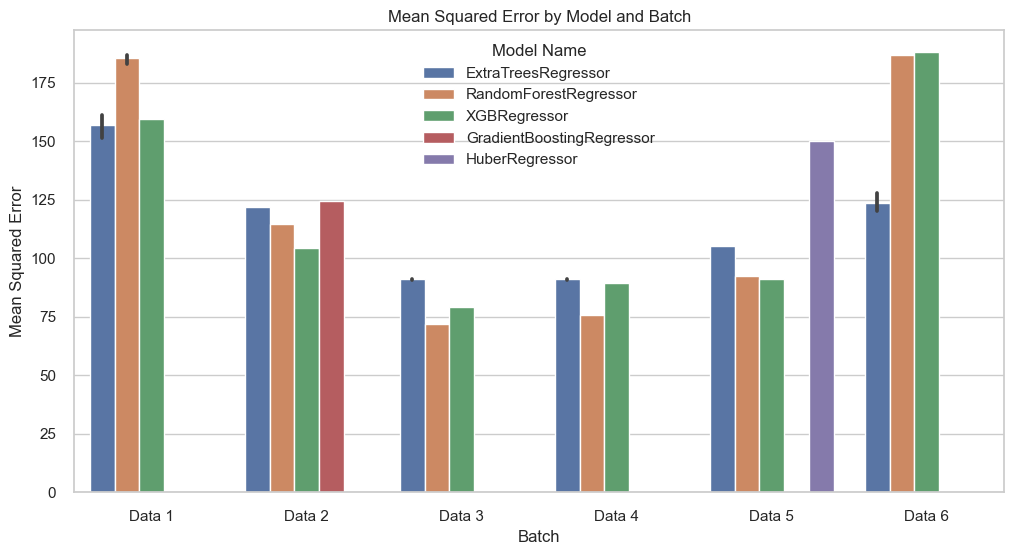 Mean Squared Error by Model and Batch
Model Name
ExtraTreesRegressor
RandomForestRegressor
XGBRegressor
GradientBoostingRegressor
HuberRegressor
Mean Squared Error
175
150
125
100
75
50
25
0
Data 1
Data 2
Data 3
Data 4
Data 5
Data 6
Batch